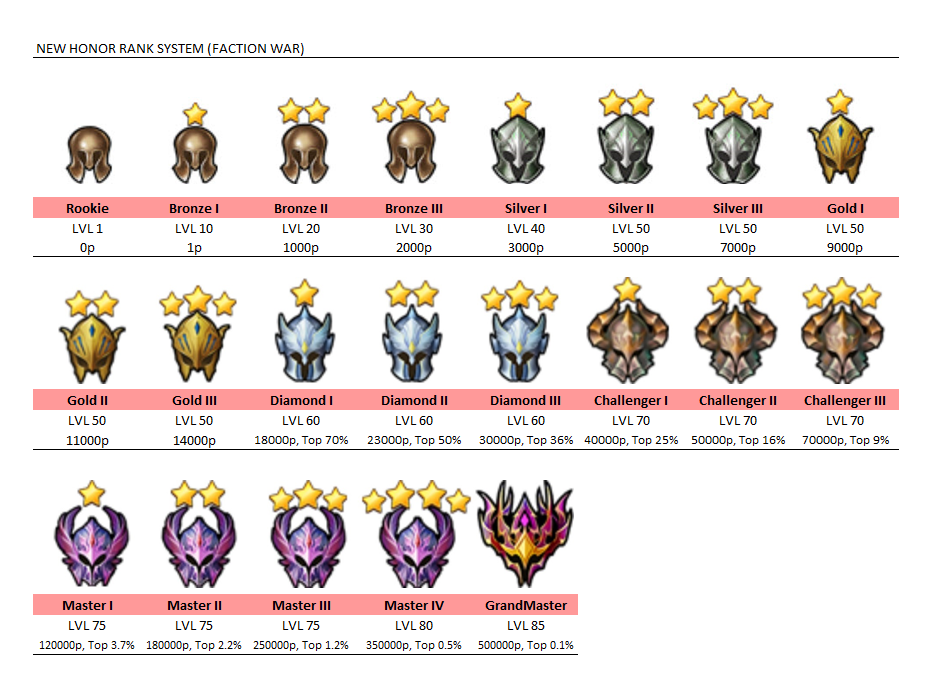 NEW HONOR RANK SYSTEM (FACTION WAR)
Rookie Bronze I Bronze II Bronze III Silver I Silver II Silver III Gold I
LVL 1 LVL 10 LVL 20 LVL 30 LVL 40 LVL 50 LVL 50 LVL 50
0p 1p 1000p 2000p 3000p 5000p 7000p 9000p
Gold II Gold III Diamond I Diamond II Diamond III Challenger I Challenger II Challenger III
LVL 50 LVL 50 LVL 60 LVL 60 LVL 60 LVL 70 LVL 70 LVL 70
11000p 14000p 18000p, Top 70% 23000p, Top 50% 30000p, Top 36% 40000p, Top 25% 50000p, Top 16% 70000p, Top 9%
Master I Master II Master III Master IV GrandMaster
LVL 75 LVL 75 LVL 75 LVL 80 LVL 85
120000p, Top 3.7% 180000p, Top 2.2% 250000p, Top 1.2% 350000p, Top 0.5% 500000p, Top 0.1%